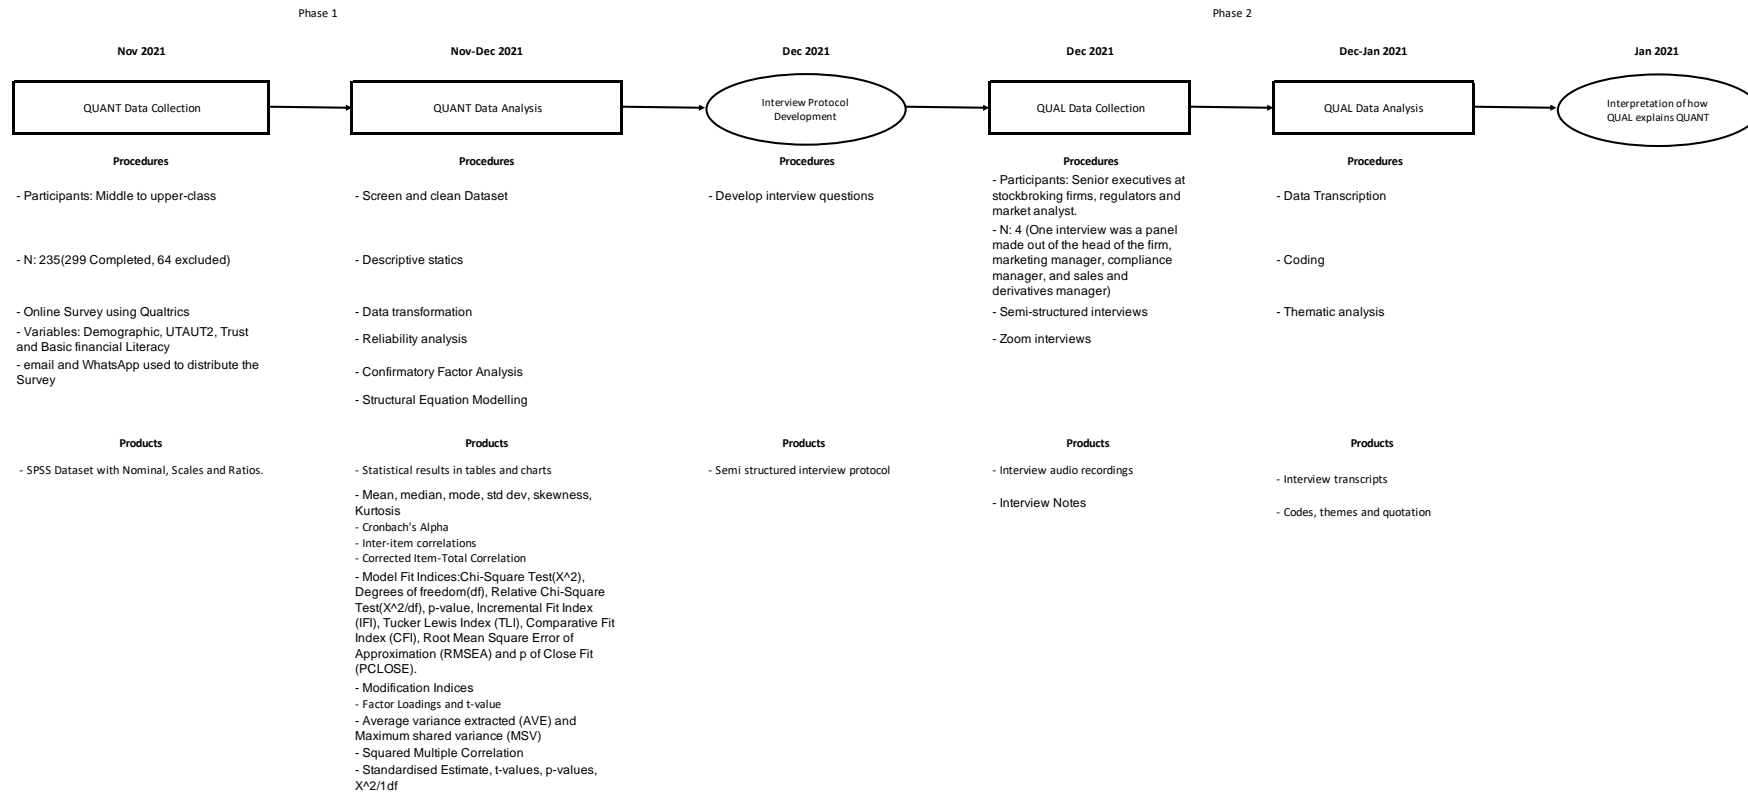 Phase 1
Phase 2
Nov 2021
Nov-Dec 2021
Dec 2021
Dec 2021
Dec-Jan 2021
Jan 2021
QUANT Data Collection
QUANT Data Analysis
Interview Protocol
Development
QUAL Data Collection
QUAL Data Analysis
Interpretation of how
QUAL explains QUANT
Procedures
- Participants: Middle to upper-class
- N: 235(299 Completed, 64 excluded)
- Online Survey using Qualtrics
- Variables: Demographic, UTAUT2, Trust
and Basic financial Literacy
- email and WhatsApp used to distribute the
Survey
Procedures
- Screen and clean Dataset
- Descriptive statics
- Data transformation
- Reliability analysis
- Confirmatory Factor Analysis
- Structural Equation Modelling
Procedures
- Develop interview questions
Procedures
- Participants: Senior executives at
stockbroking firms, regulators and
market analyst.
- N: 4 (One interview was a panel
made out of the head of the firm,
marketing manager, compliance
manager, and sales and
derivatives manager)
- Semi-structured interviews
- Zoom interviews
Procedures
- Data Transcription
- Coding
- Thematic analysis
Products
- SPSS Dataset with Nominal, Scales and Ratios.
Products
- Statistical results in tables and charts
- Mean, median, mode, std dev, skewness,
Kurtosis
- Cronbach's Alpha
- Inter-item correlations
- Corrected Item-Total Correlation
- Model Fit Indices:Chi-Square Test(X^2),
Degrees of freedom(df), Relative Chi-Square
Test(X^2/df), p-value, Incremental Fit Index
(IFI), Tucker Lewis Index (TLI), Comparative Fit
Index (CFI), Root Mean Square Error of
Approximation (RMSEA) and p of Close Fit
(PCLOSE).
- Modification Indices
- Factor Loadings and t-value
- Average variance extracted (AVE) and
Maximum shared variance (MSV)
- Squared Multiple Correlation
- Standardised Estimate, t-values, p-values,
X^2/1df
Products
- Semi structured interview protocol
Products
- Interview audio recordings
- Interview Notes
Products
- Interview transcripts
- Codes, themes and quotation